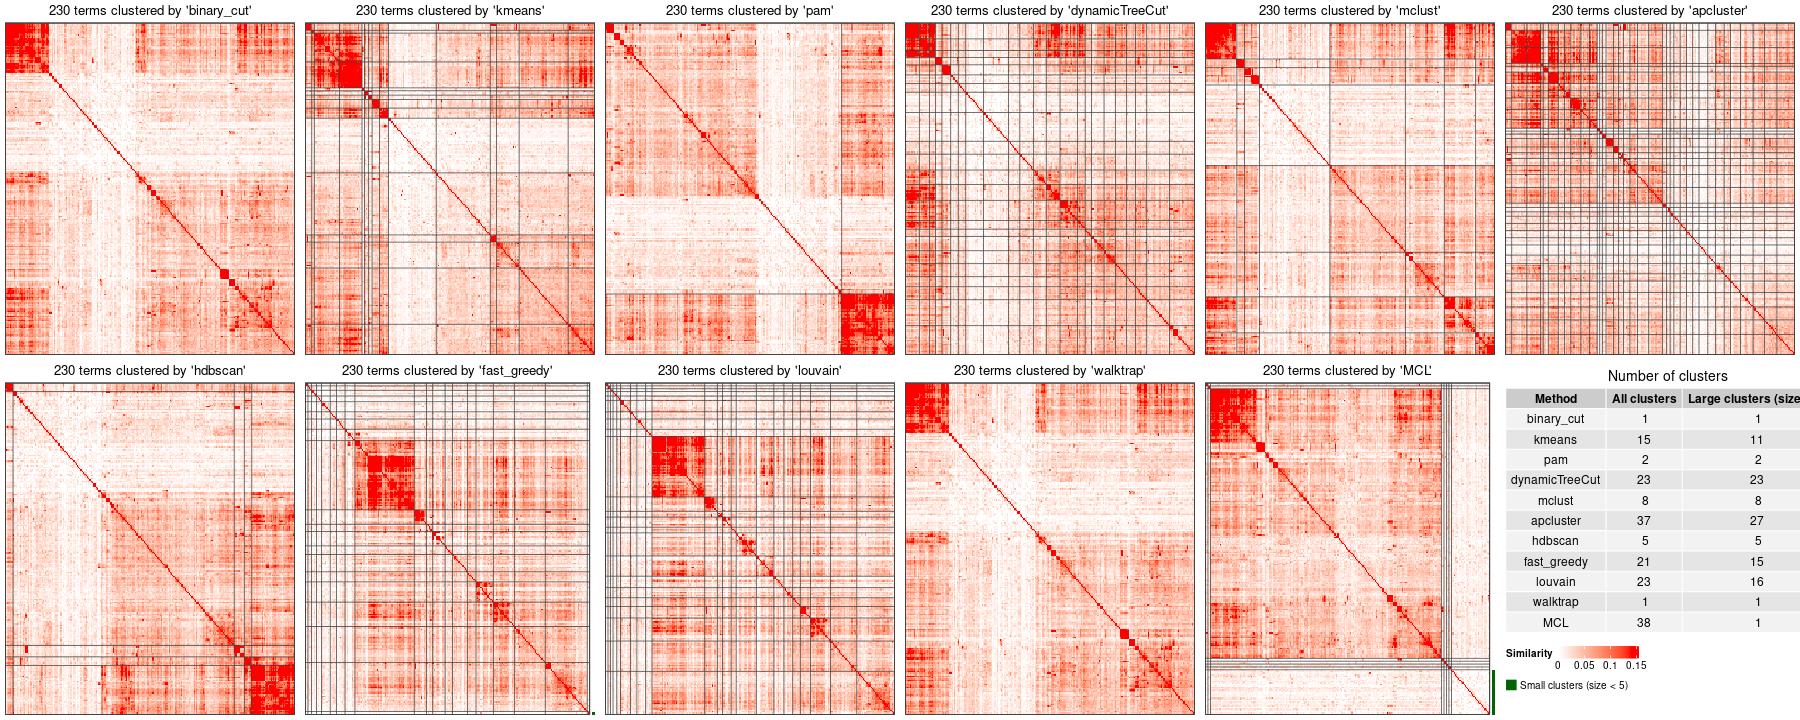 230 terms clustered by 'binary_cut'
230 terms clustered by 'kmeans'
230 terms clustered by 'pam'
230 terms clustered by 'dynamicTreeCut'
230 terms clustered by 'mclust'
230 terms clustered by 'apcluster'
230 terms clustered by 'hdbscan'
230 terms clustered by 'fast_greedy'
230 terms clustered by 'louvain'
230 terms clustered by 'walktrap'
230 terms clustered by 'MCL'
Number of clusters
Method All clusters Large clusters (size
binary_cut 1 1
kmeans 15 11
pam 2 2
dynamicTreeCut 23 23
mclust 8 8
apcluster 37 27
hdbscan 5 5
fast_greedy 21 15
louvain 23 16
walktrap 1 1
MCL 38 1
Similarity
0 0.05 0.1 0.15
Small clusters (size < 5)